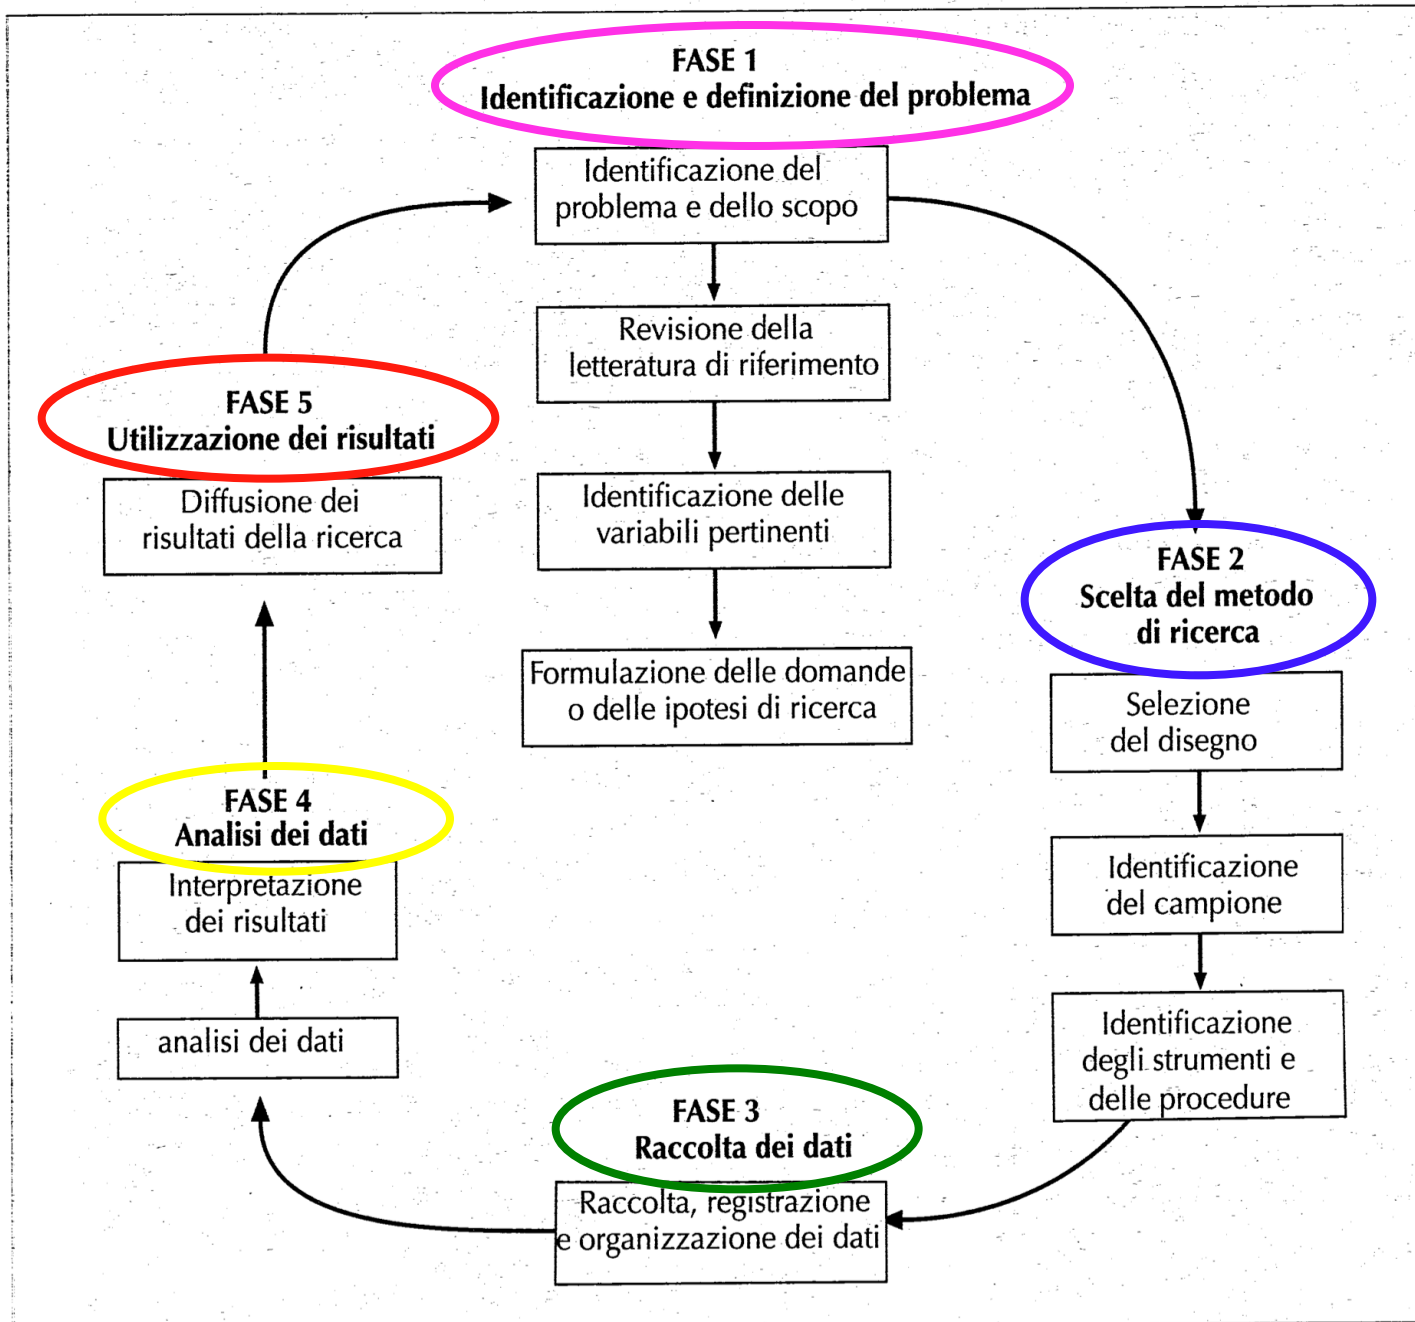 FASE 1
Identificazione e definizione del problema
Identificazione del
problema e dello scopo
Revisione della
letteratura di riferimento
Identificazione delle
variabili pertinenti
Formulazione delle domande
o delle ipotesi di ricerca
FASE 2
Scelta del metodo
di ricerca
Selezione
del disegno
Identificazione
del campione
Identificazione
degli strumenti e
delle procedure
FASE 3
Raccolta dei dati
Raccolta, registrazione
e organizzazione dei dati
FASE 4
Analisi dei dati
Interpretazione
dei risultati
analisi dei dati
FASE 5
Utilizzazione dei risultati
Diffusione dei
risultati della ricerca